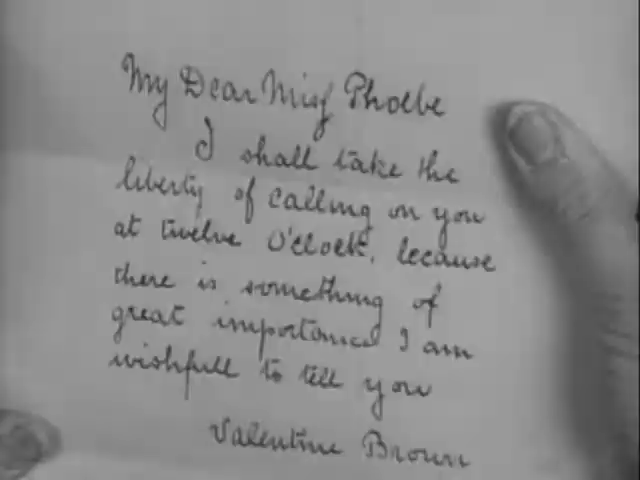 My Dear Miss Phoebe
I shall take the
liberty of calling on you
at twelve O'clock, because
there is something of
great importance I am
wishfull to tell you
Valentine Brown